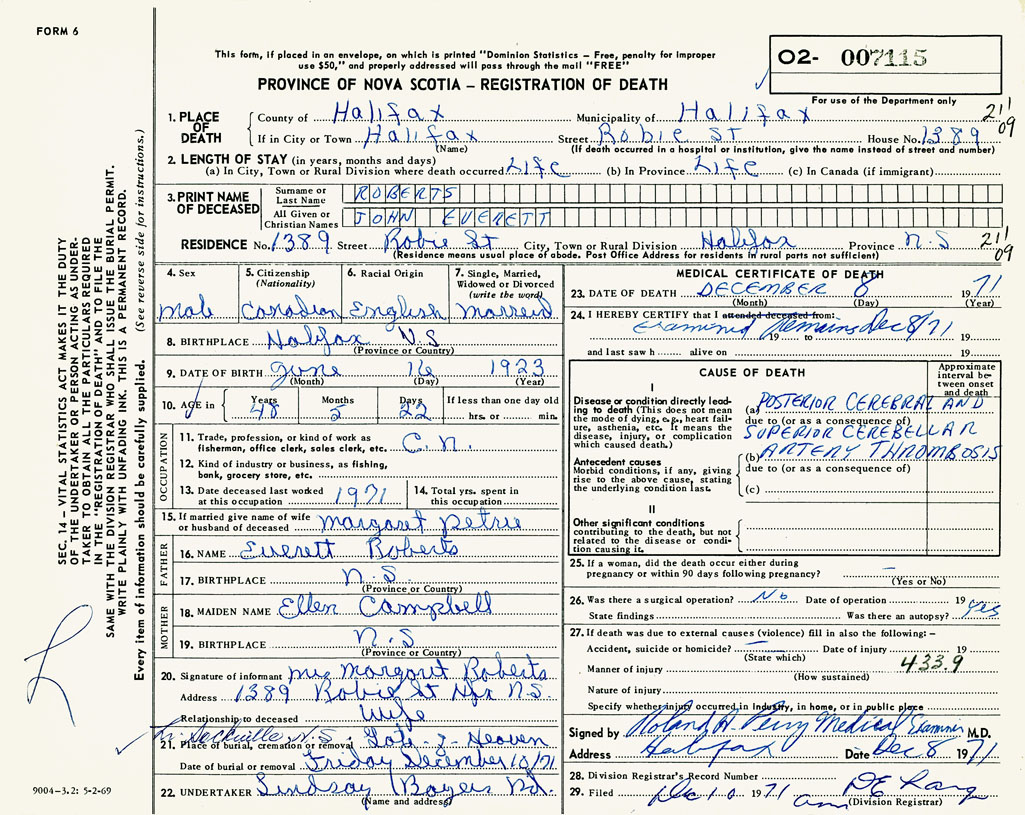 FORM 6
This form, if placed in an envelope, on which is printed "Dominion Statistics – Free, penalty for improper
use $50," and properly addressed will pass through the mail "FREE"
PROVINCE OF NOVA SCOTIA – REGISTRATION OF DEATH
02- 007115
For use of the Department only
SEC. 14 – VITAL STATISTICS ACT MAKES IT THE DUTY
OF THE UNDERTAKER OR PERSON ACTING AS UNDER-
TAKER TO OBTAIN ALL THE PARTICULARS REQUIRED
IN THE "REGISTRATION OF DEATH" AND TO FILE THE
SAME WITH THE DIVISION REGISTRAR WHO SHALL ISSUE THE BURIAL PERMIT.
WRITE PLAINLY WITH UNFADING INK. THIS IS A PERMANENT RECORD.
Every item of information should be carefully supplied. (See reverse side for instructions.)
1. PLACE OF DEATH
County of Halifax Municipality of Halifax 211
If in City or Town Halifax Street Robie St House No. 1389 09
(Name) (If death occurred in a hospital or institution, give the name instead of street and number)
2. LENGTH OF STAY (in years, months and days)
(a) In City, Town or Rural Division where death occurred Life (b) In Province Life (c) In Canada (if immigrant)
3. PRINT NAME OF DECEASED
Surname or Last Name ROBERTS
All Given or Christian Names JOHN EVERETT
RESIDENCE No. 1389 Street Robie St City, Town or Rural Division Halifax Province N.S 211 09
(Residence means usual place of abode. Post Office Address for residents in rural parts not sufficient)
4. Sex 5. Citizenship (Nationality) 6. Racial Origin 7. Single, Married, Widowed or Divorced (write the word)
Male Canadian English Married
8. BIRTHPLACE Halifax N.S
(Province or Country)
9. DATE OF BIRTH June 16 1923
(Month) (Day) (Year)
10. AGE in Years Months Days If less than one day old
48 5 22 hrs. or min.
OCCUPATION
11. Trade, profession, or kind of work as
fisherman, office clerk, sales clerk, etc. C.N.
12. Kind of industry or business, as fishing,
bank, grocery store, etc.
13. Date deceased last worked at this occupation 1971 14. Total yrs. spent in this occupation
15. If married give name of wife
or husband of deceased Margaret Petrie
FATHER
16. NAME Everett Roberts
17. BIRTHPLACE N.S
(Province or Country)
MOTHER
18. MAIDEN NAME Ellen Campbell
19. BIRTHPLACE N.S
(Province or Country)
20. Signature of informant Mrs Margaret Roberts
Address 1389 Robie St Hfx N.S.
Relationship to deceased Wife
Sackville, N.S.
21. Place of burial, cremation or removal Gate of Heaven
Date of burial or removal Friday December 10/71
22. UNDERTAKER Lindsay
(Name and address)
9004-3.2: 5-2-69
MEDICAL CERTIFICATE OF DEATH
23. DATE OF DEATH DECEMBER 8 1971
(Month) (Day) (Year)
24. I HEREBY CERTIFY that I attended deceased from:
Examined Remains Dec 8/71
19 to 19
and last saw h alive on 19
CAUSE OF DEATH
Approximate interval between onset and death
I
Disease or condition directly lead-
ing to death (This does not mean
the mode of dying, e.g., heart fail-
ure, asthenia, etc. It means the
disease, injury, or complication
which caused death.)
(a) POSTERIOR CEREBRAL AND
due to (or as a consequence of)
SUPERIOR CEREBELLAR
(b) ARTERY THROMBOSIS
due to (or as a consequence of)
(c)
Antecedent causes
Morbid conditions, if any, giving
rise to the above cause, stating
the underlying condition last.
II
Other significant conditions
contributing to the death, but not
related to the disease or condi-
tion causing it.
25. If a woman, did the death occur either during
pregnancy or within 90 days following pregnancy? –
(Yes or No)
26. Was there a surgical operation? No Date of operation 19
State findings Was there an autopsy? Yes
27. If death was due to external causes (violence) fill in also the following: –
Accident, suicide or homicide? Date of injury 19
(State which)
Manner of injury 433.9
(How sustained)
Nature of injury
Specify whether injury occurred in Industry, in home, or in public place
Signed by Roland A. Perry Medical Examiner M.D.
Address Halifax Date Dec 8 1971
28. Division Registrar's Record Number
29. Filed Dec 10 1971
(Division Registrar)